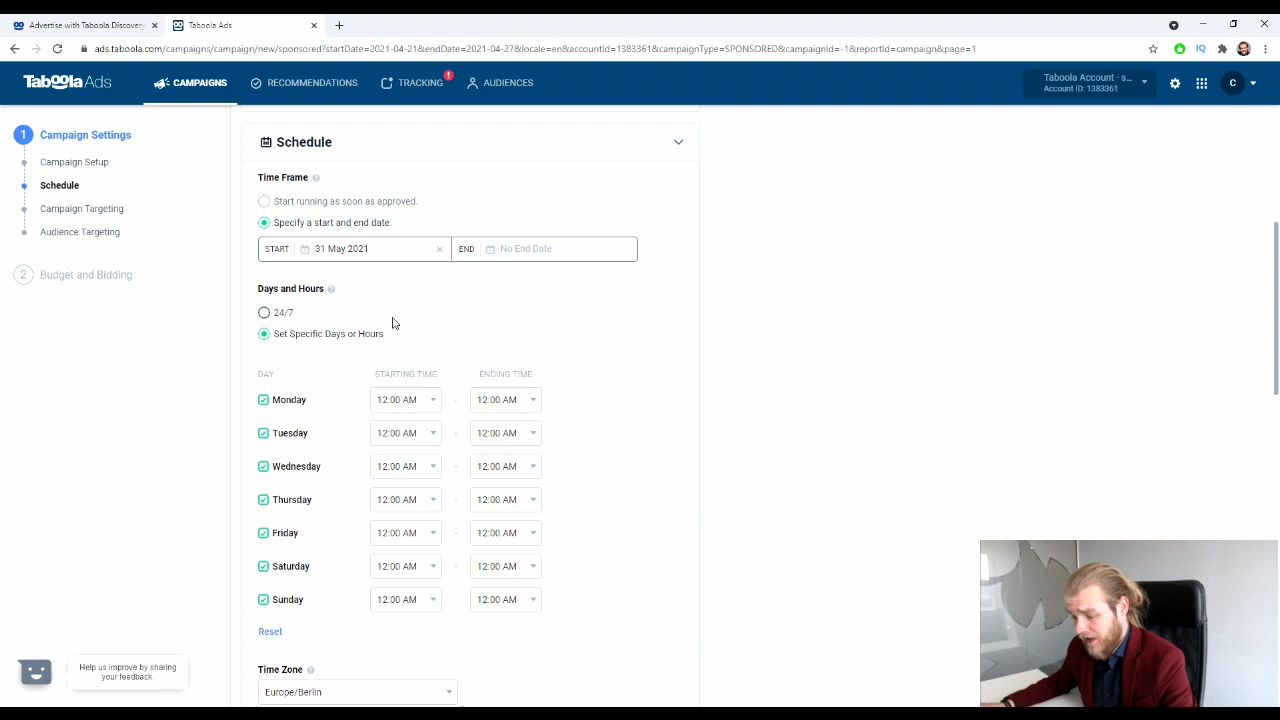 Advertise with Taboola Discovery
Taboola Ads
ads.taboola.com/campaigns/campaign/new/sponsored?startDate=2021-04-21&endDate=2021-04-27&locale=en&accountId=1383361&campaignType=SPONSORED&campaignId=-1&reportId=campaign&page=1
Taboola Ads
CAMPAIGNS
RECOMMENDATIONS
TRACKING
!
AUDIENCES
Taboola Account - s...
Account ID: 1383361
C
1
Campaign Settings
Campaign Setup
Schedule
Campaign Targeting
Audience Targeting
2
Budget and Bidding
Schedule
Time Frame
Start running as soon as approved.
Specify a start and end date.
START 31 May 2021 END No End Date
Days and Hours
24/7
Set Specific Days or Hours
DAY STARTING TIME ENDING TIME
Monday 12:00 AM - 12:00 AM
Tuesday 12:00 AM - 12:00 AM
Wednesday 12:00 AM - 12:00 AM
Thursday 12:00 AM - 12:00 AM
Friday 12:00 AM - 12:00 AM
Saturday 12:00 AM - 12:00 AM
Sunday 12:00 AM - 12:00 AM
Reset
Time Zone
Europe/Berlin
Help us improve by sharing
your feedback.